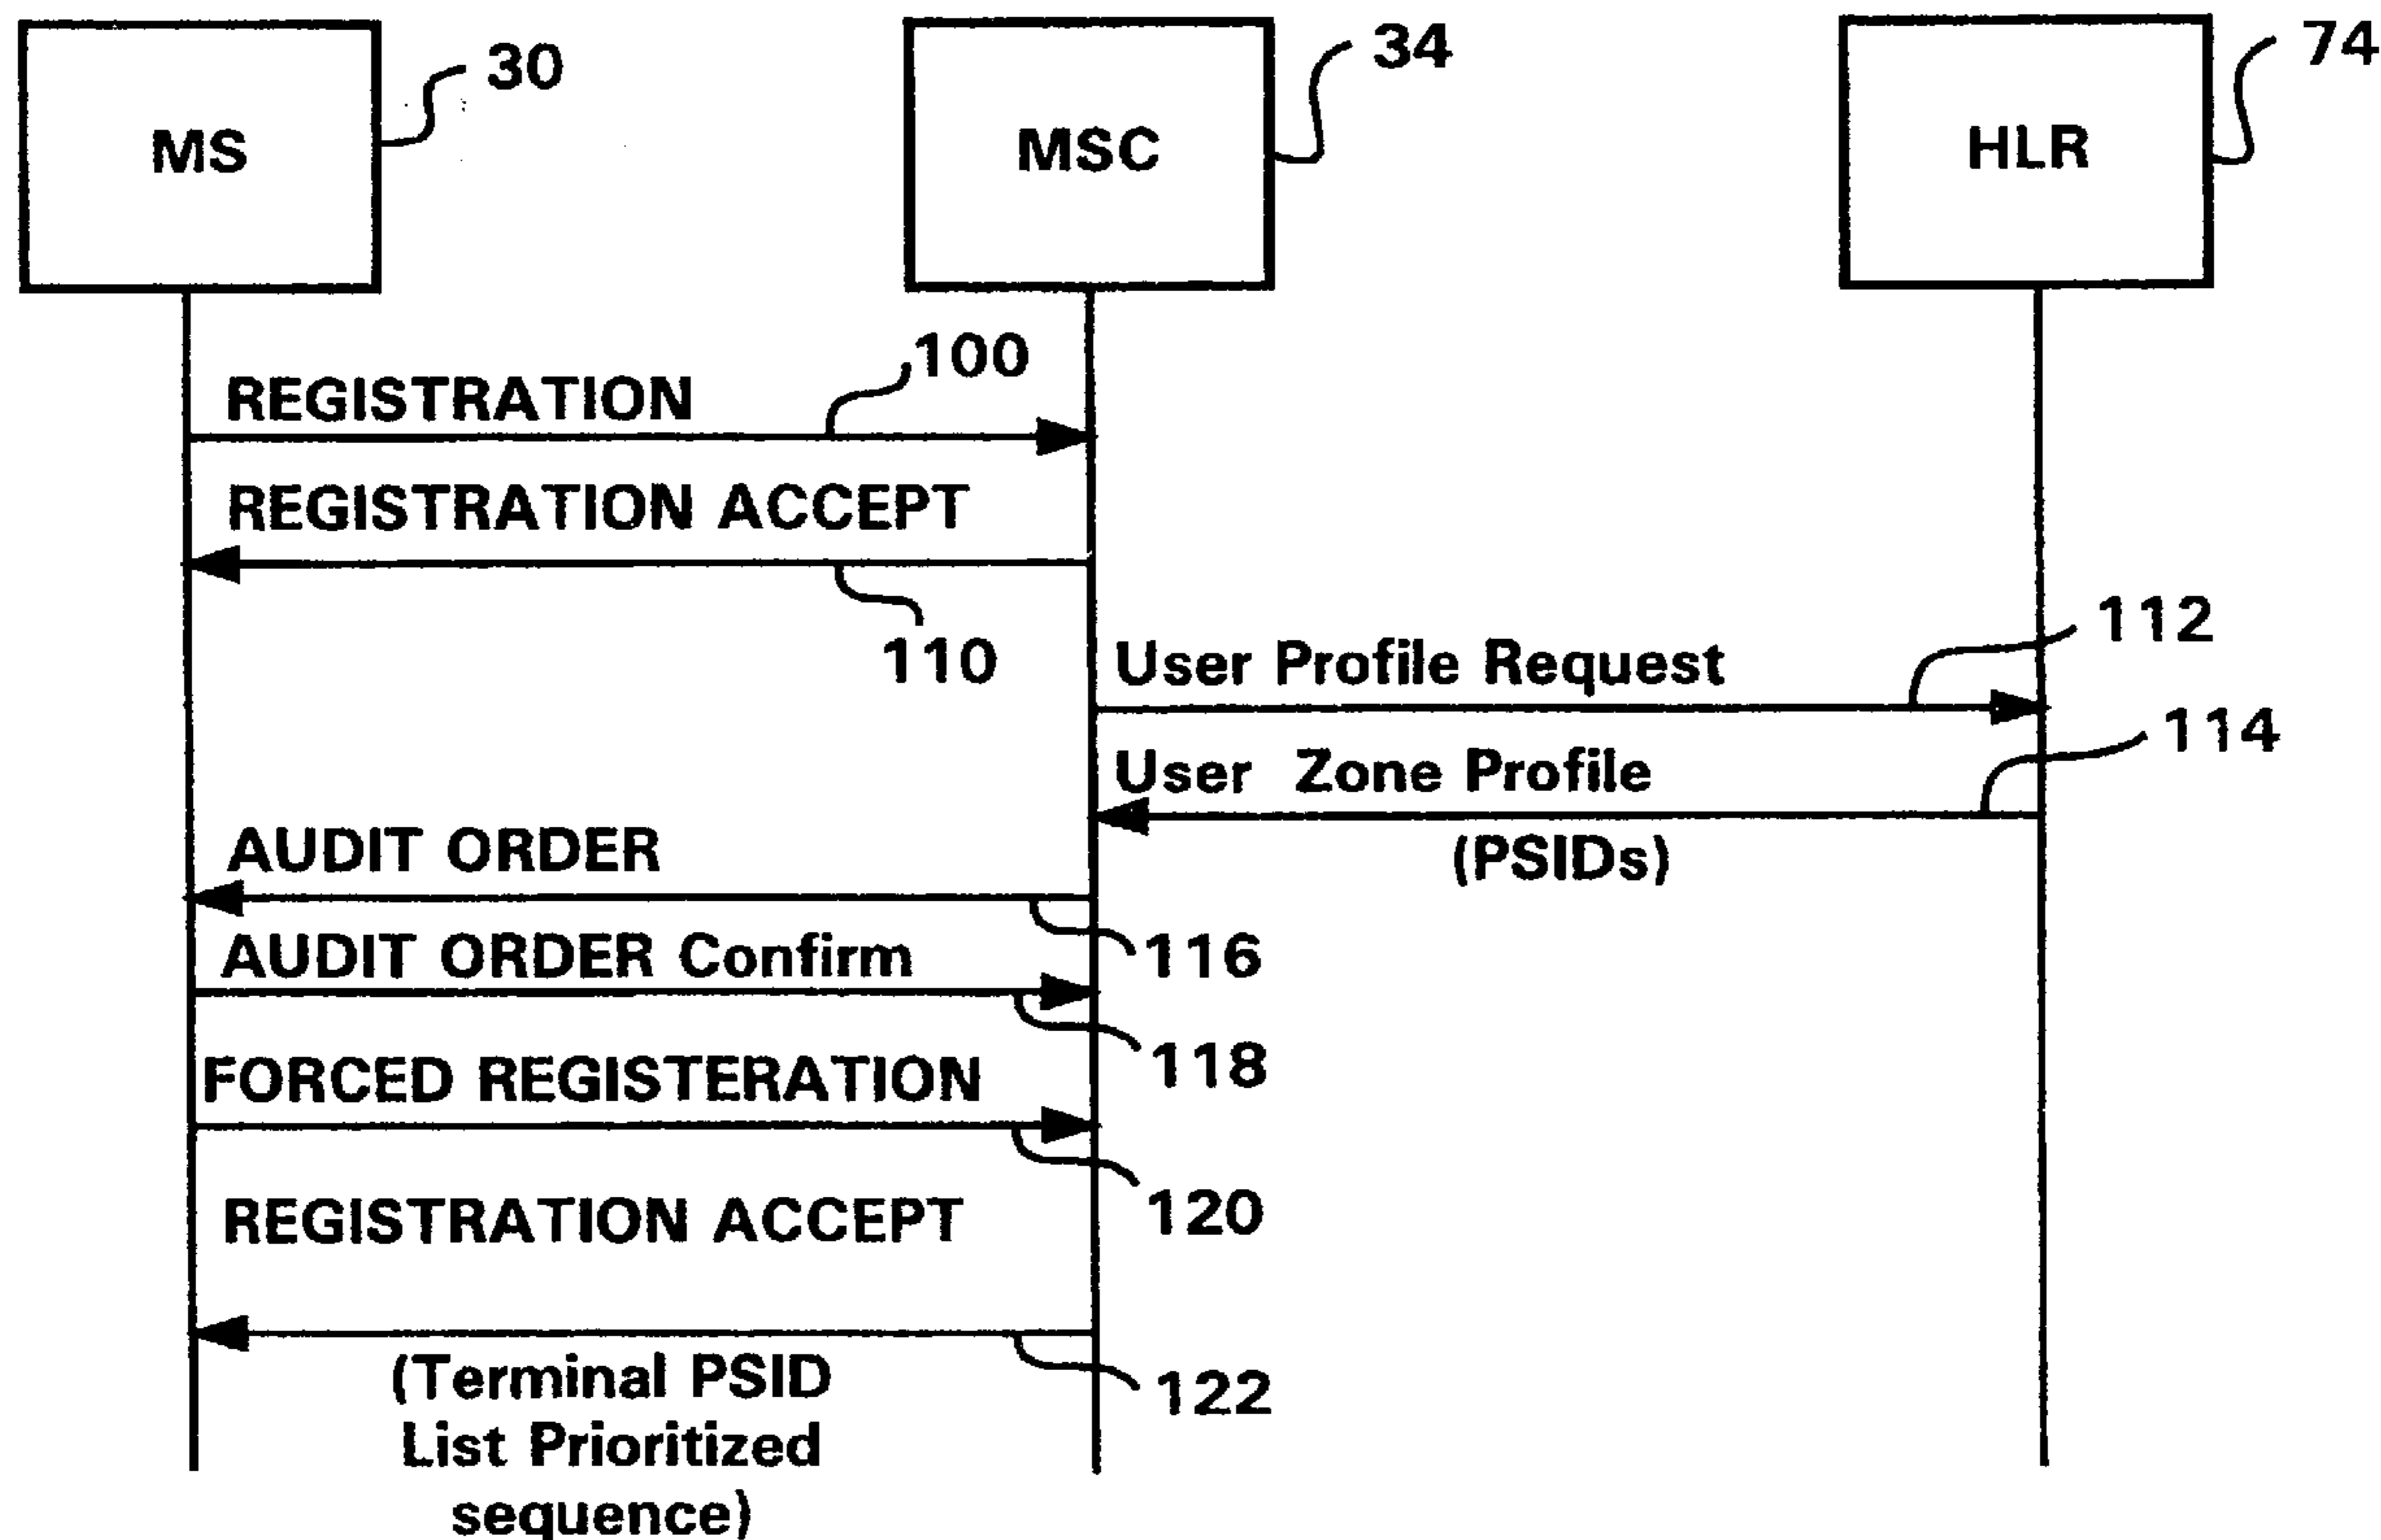 30
34
74
MS
MSC
HLR
100
REGISTRATION
REGISTRATION ACCEPT
110
112
User Profile Request
114
User Zone Profile
(PSIDs)
AUDIT ORDER
116
AUDIT ORDER Confirm
118
FORCED REGISTERATION
120
REGISTRATION ACCEPT
122
(Terminal PSID
List Prioritized
sequence)